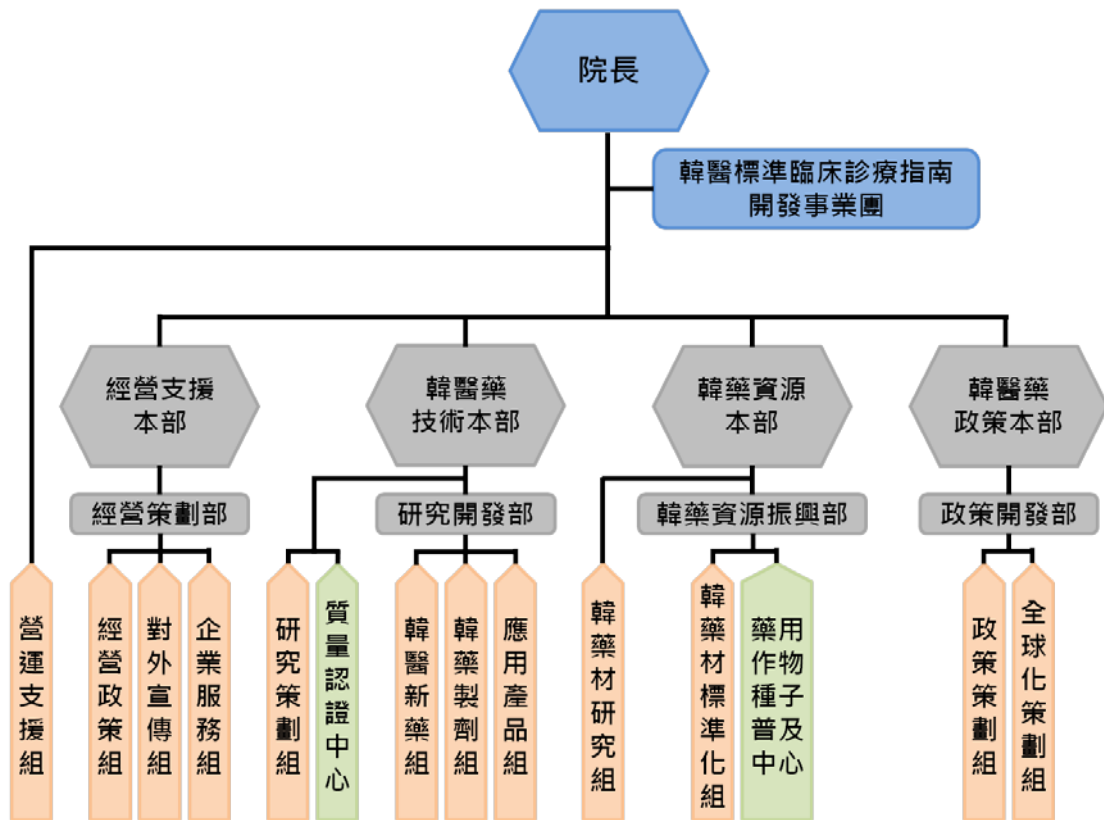 院長
韓醫標準臨床診療指南
開發事業團
經營支援
本部
韓醫藥
技術本部
韓藥資源
本部
韓醫藥
政策本部
經營策劃部
研究開發部
韓藥資源振興部
政策開發部
營運支援組
經營政策組
對外宣傳組
企業服務組
研究策劃組
質量認證中心
韓醫新藥組
韓藥製劑組
應用產品組
韓藥材研究組
韓藥材標準化組
藥用
作物
種子
普及
中心
政策策劃組
全球化策劃組